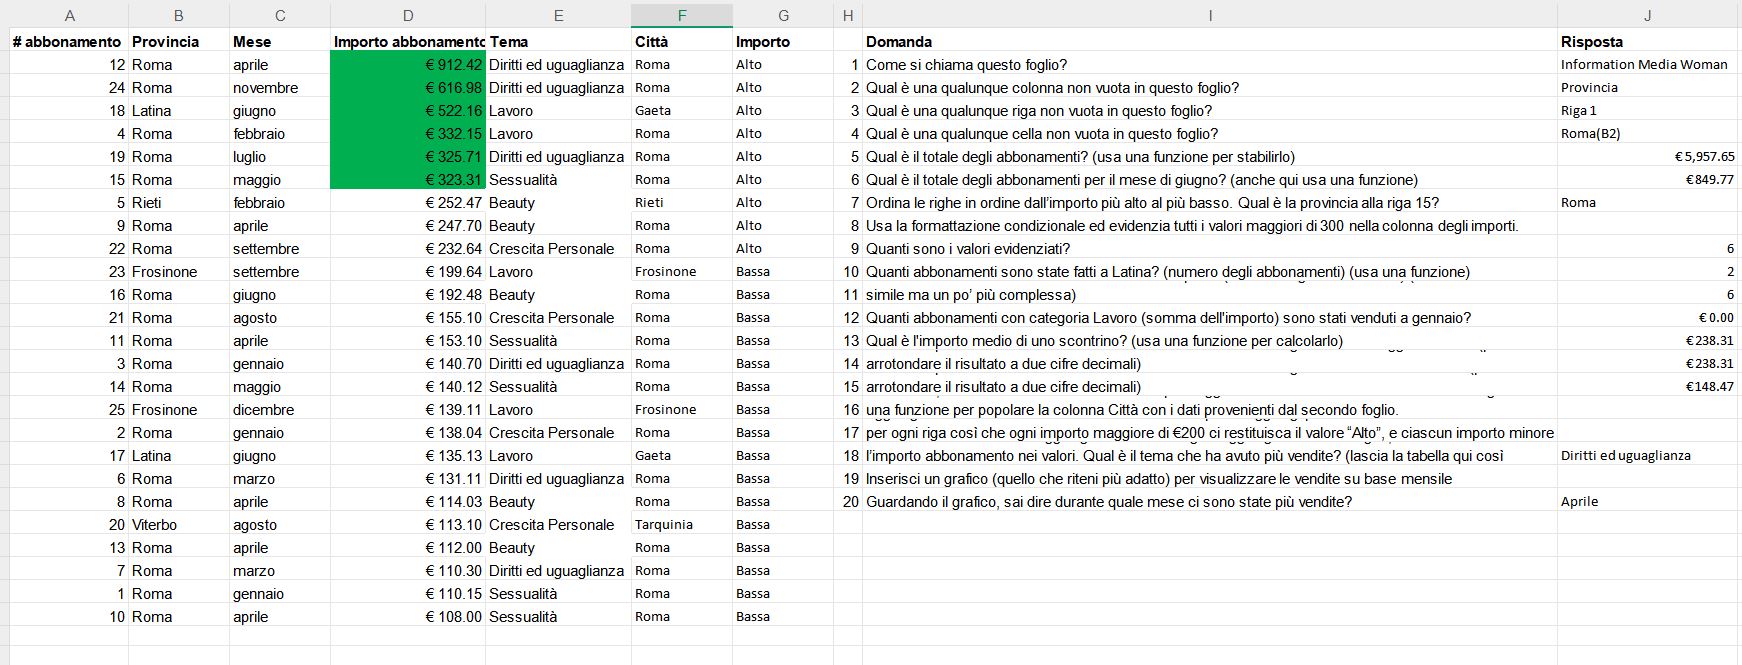 A B C D E F G H I J
# abbonamento Provincia Mese Importo abbonamento Tema Città Importo Domanda Risposta
12 Roma aprile € 912.42 Diritti ed uguaglianza Roma Alto 1 Come si chiama questo foglio? Information Media Woman
24 Roma novembre € 616.98 Diritti ed uguaglianza Roma Alto 2 Qual è una qualunque colonna non vuota in questo foglio? Provincia
18 Latina giugno € 522.16 Lavoro Gaeta Alto 3 Qual è una qualunque riga non vuota in questo foglio? Riga 1
4 Roma febbraio € 332.15 Lavoro Roma Alto 4 Qual è una qualunque cella non vuota in questo foglio? Roma(B2)
19 Roma luglio € 325.71 Diritti ed uguaglianza Roma Alto 5 Qual è il totale degli abbonamenti? (usa una funzione per stabilirlo) € 5,957.65
15 Roma maggio € 323.31 Sessualità Roma Alto 6 Qual è il totale degli abbonamenti per il mese di giugno? (anche qui usa una funzione) € 849.77
5 Rieti febbraio € 252.47 Beauty Rieti Alto 7 Ordina le righe in ordine dall’importo più alto al più basso. Qual è la provincia alla riga 15? Roma
9 Roma aprile € 247.70 Beauty Roma Alto 8 Usa la formattazione condizionale ed evidenzia tutti i valori maggiori di 300 nella colonna degli importi.
22 Roma settembre € 232.64 Crescita Personale Roma Alto 9 Quanti sono i valori evidenziati? 6
23 Frosinone settembre € 199.64 Lavoro Frosinone Bassa 10 Quanti abbonamenti sono state fatti a Latina? (numero degli abbonamenti) (usa una funzione) 2
16 Roma giugno € 192.48 Beauty Roma Bassa 11 simile ma un po’ più complessa) 6
21 Roma agosto € 155.10 Crescita Personale Roma Bassa 12 Quanti abbonamenti con categoria Lavoro (somma dell'importo) sono stati venduti a gennaio? € 0.00
11 Roma aprile € 153.10 Sessualità Roma Bassa 13 Qual è l'importo medio di uno scontrino? (usa una funzione per calcolarlo) € 238.31
3 Roma gennaio € 140.70 Diritti ed uguaglianza Roma Bassa 14 arrotondare il risultato a due cifre decimali) € 238.31
14 Roma maggio € 140.12 Sessualità Roma Bassa 15 arrotondare il risultato a due cifre decimali) € 148.47
25 Frosinone dicembre € 139.11 Lavoro Frosinone Bassa 16 una funzione per popolare la colonna Città con i dati provenienti dal secondo foglio.
2 Roma gennaio € 138.04 Crescita Personale Roma Bassa 17 per ogni riga così che ogni importo maggiore di €200 ci restituisca il valore “Alto”, e ciascun importo minore
17 Latina giugno € 135.13 Lavoro Gaeta Bassa 18 l’importo abbonamento nei valori. Qual è il tema che ha avuto più vendite? (lascia la tabella qui così Diritti ed uguaglianza
6 Roma marzo € 131.11 Diritti ed uguaglianza Roma Bassa 19 Inserisci un grafico (quello che riteni più adatto) per visualizzare le vendite su base mensile
8 Roma aprile € 114.03 Beauty Roma Bassa 20 Guardando il grafico, sai dire durante quale mese ci sono state più vendite? Aprile
20 Viterbo agosto € 113.10 Crescita Personale Tarquinia Bassa
13 Roma aprile € 112.00 Beauty Roma Bassa
7 Roma marzo € 110.30 Diritti ed uguaglianza Roma Bassa
1 Roma gennaio € 110.15 Sessualità Roma Bassa
10 Roma aprile € 108.00 Sessualità Roma Bassa